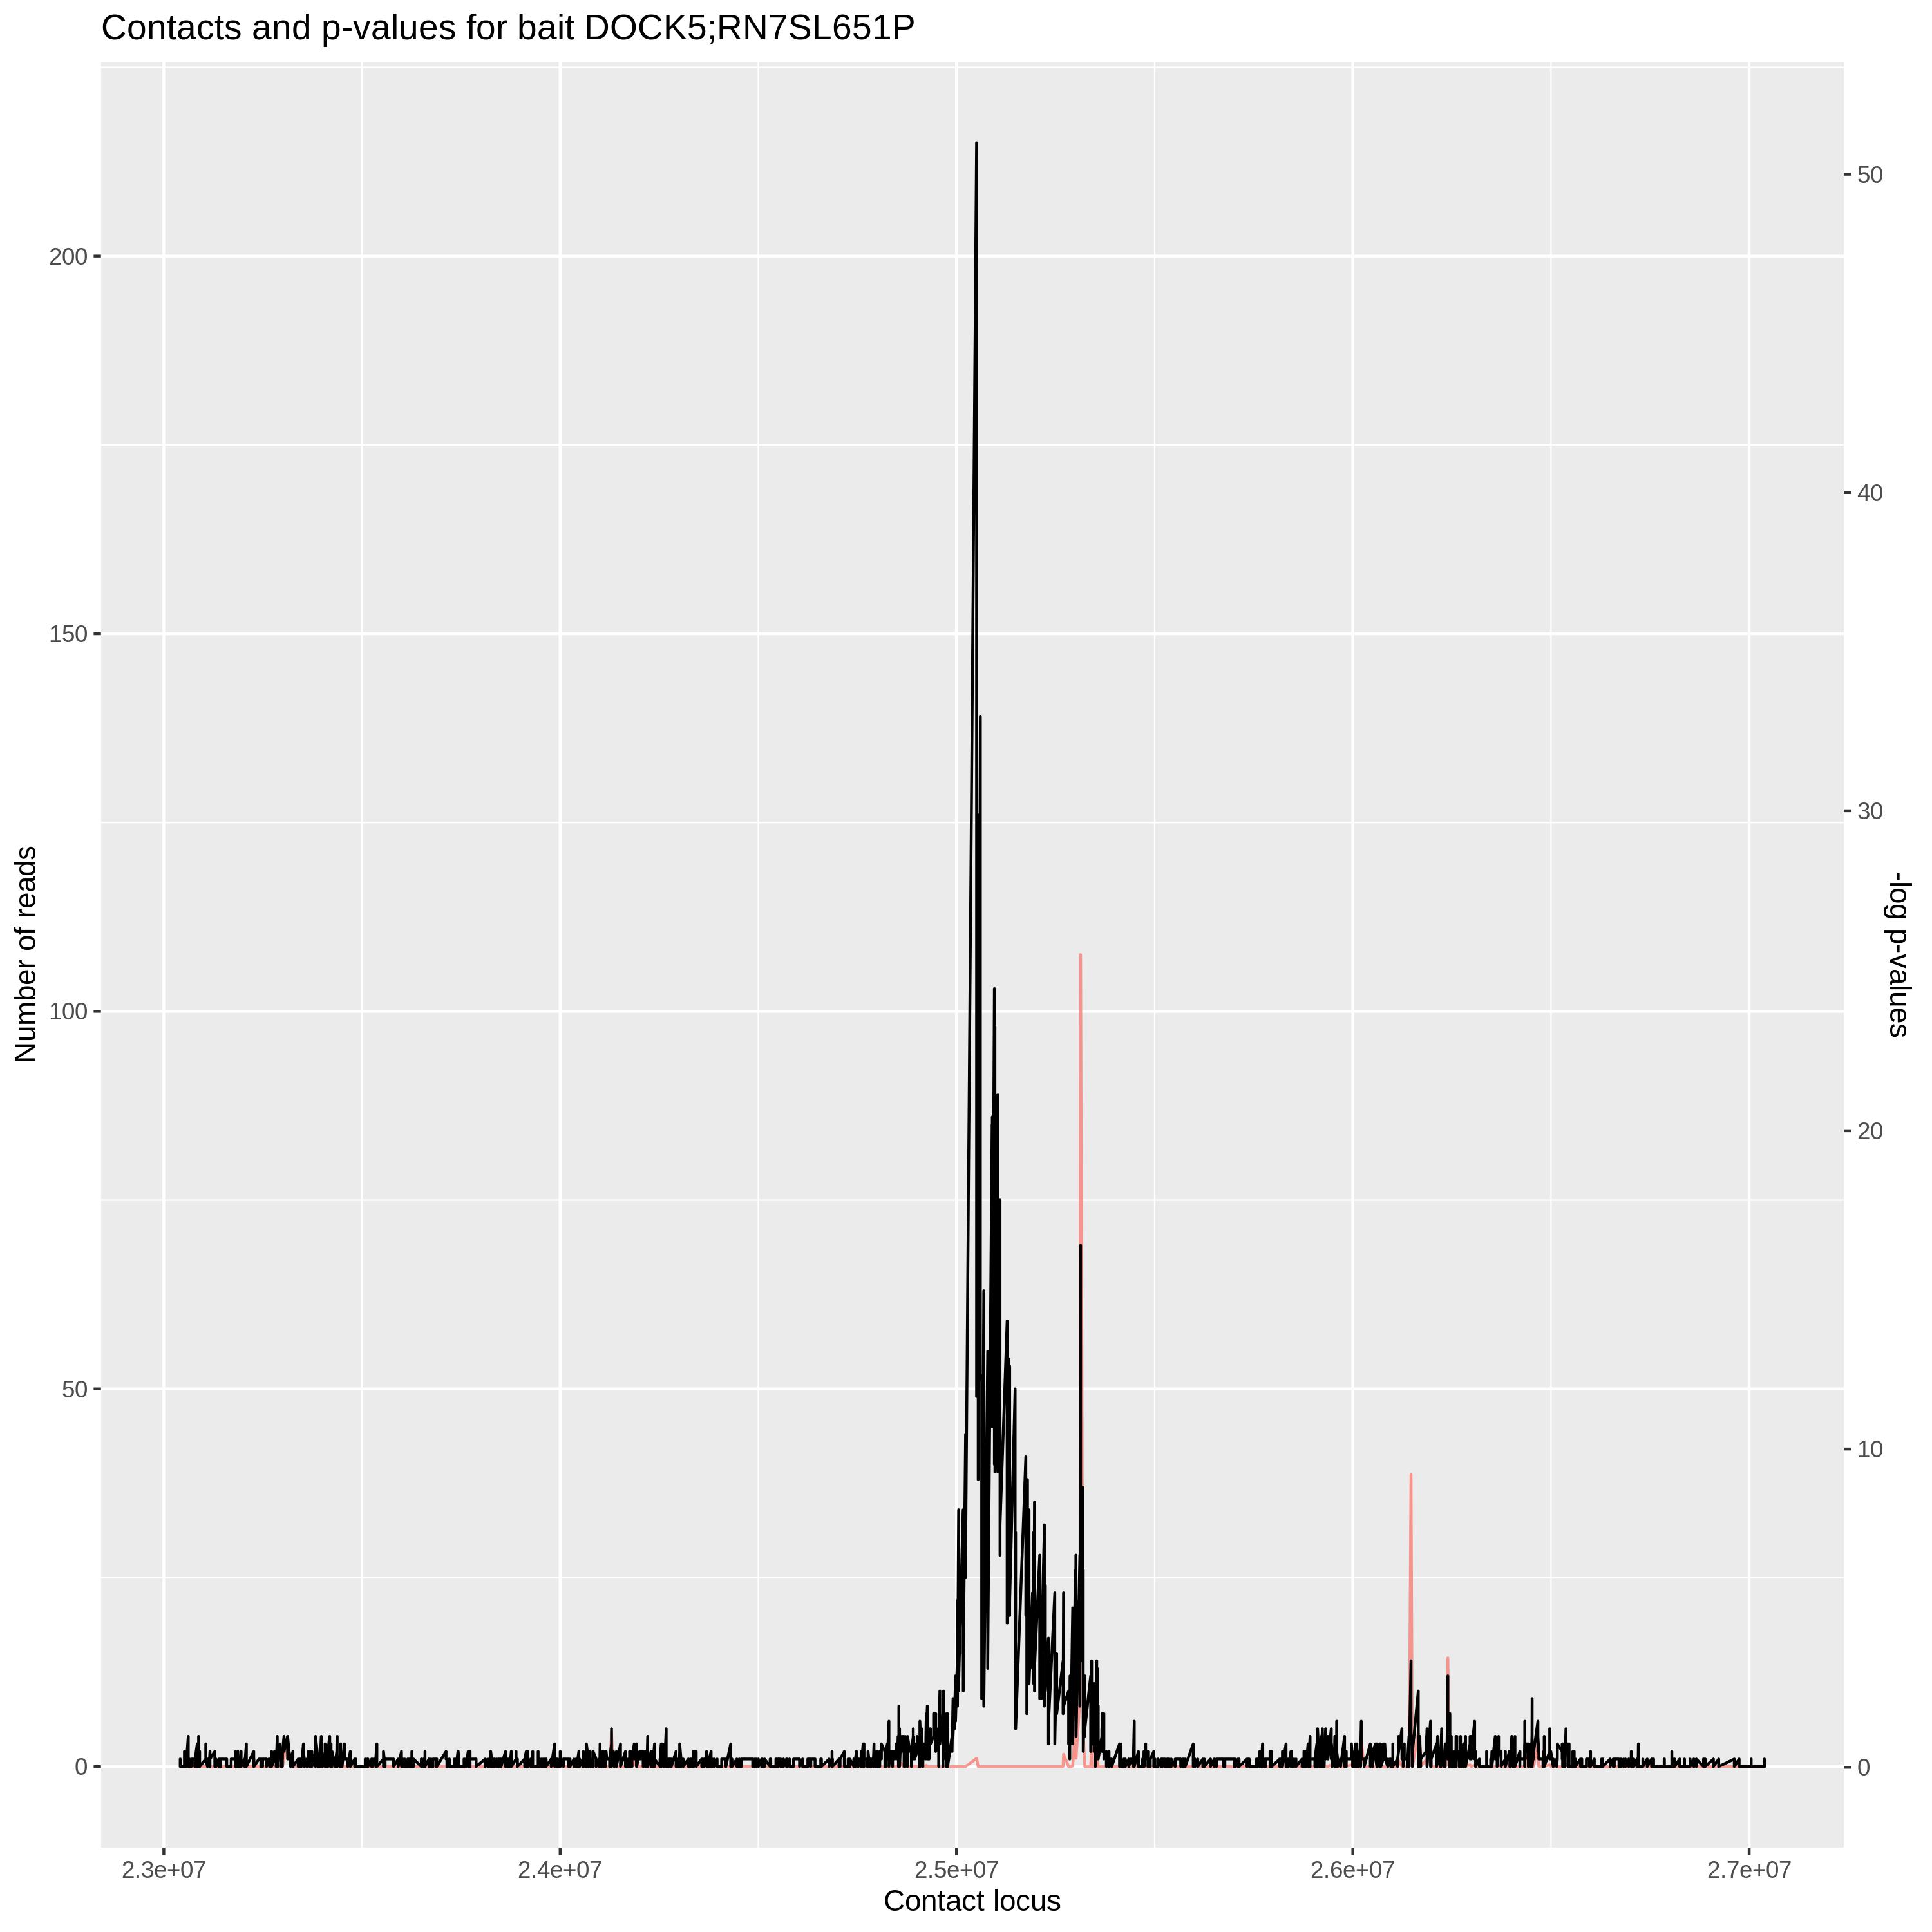 Contacts and p-values for bait DOCK5;RN7SL651P
Number of reads
200
150
100
50
0
50
40
30
20
10
0
-log p-values
2.3e+07
2.4e+07
2.5e+07
2.6e+07
2.7e+07
Contact locus